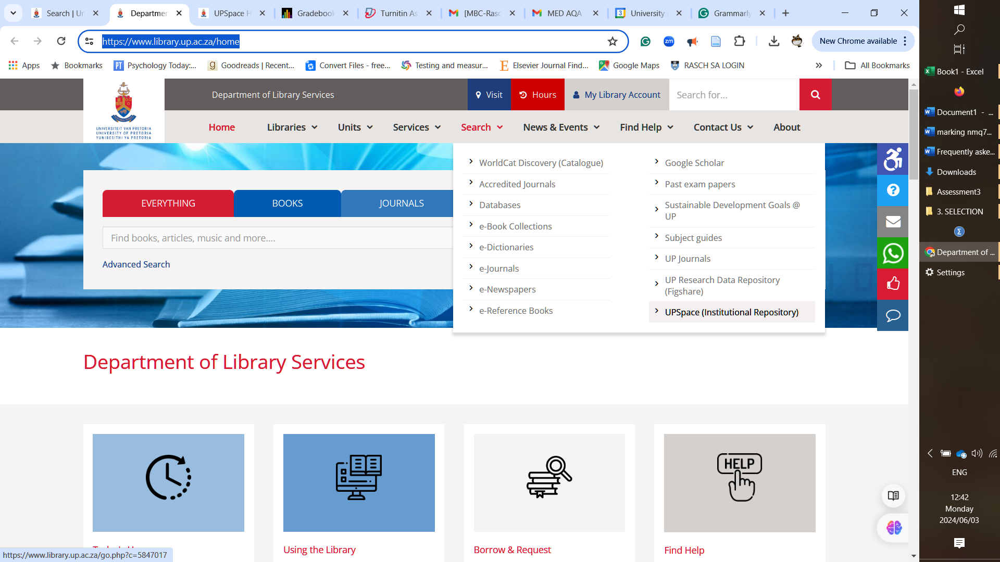 Search | Un
Departmen
UPSpace H
Gradebook
Turnitin As
[MBC-Rasc
MED AQA
University
Grammarly
https://www.library.up.ac.za/home
New Chrome available
Apps
Bookmarks
Psychology Today:...
Goodreads | Recent...
Convert Files - free...
Testing and measur...
Elsevier Journal Find...
Google Maps
RASCH SA LOGIN
All Bookmarks
UNIVERSITEIT VAN PRETORIA
UNIVERSITY OF PRETORIA
YUNIBESITHI YA PRETORIA
Department of Library Services
Visit
Hours
My Library Account
Search for...
Home
Libraries
Units
Services
Search
News & Events
Find Help
Contact Us
About
WorldCat Discovery (Catalogue)
Accredited Journals
Databases
e-Book Collections
e-Dictionaries
e-Journals
e-Newspapers
e-Reference Books
Google Scholar
Past exam papers
Sustainable Development Goals @
UP
Subject guides
UP Journals
UP Research Data Repository
(Figshare)
UPSpace (Institutional Repository)
EVERYTHING
BOOKS
JOURNALS
Find books, articles, music and more....
Advanced Search
Department of Library Services
HELP
Using the Library
Borrow & Request
Find Help
https://www.library.up.ac.za/go.php?c=5847017
Book1 - Excel
Document1 - ...
marking nmq7...
Frequently aske...
Downloads
Assessment3
3. SELECTION
Department of ...
Settings
ENG
12:42
Monday
2024/06/03